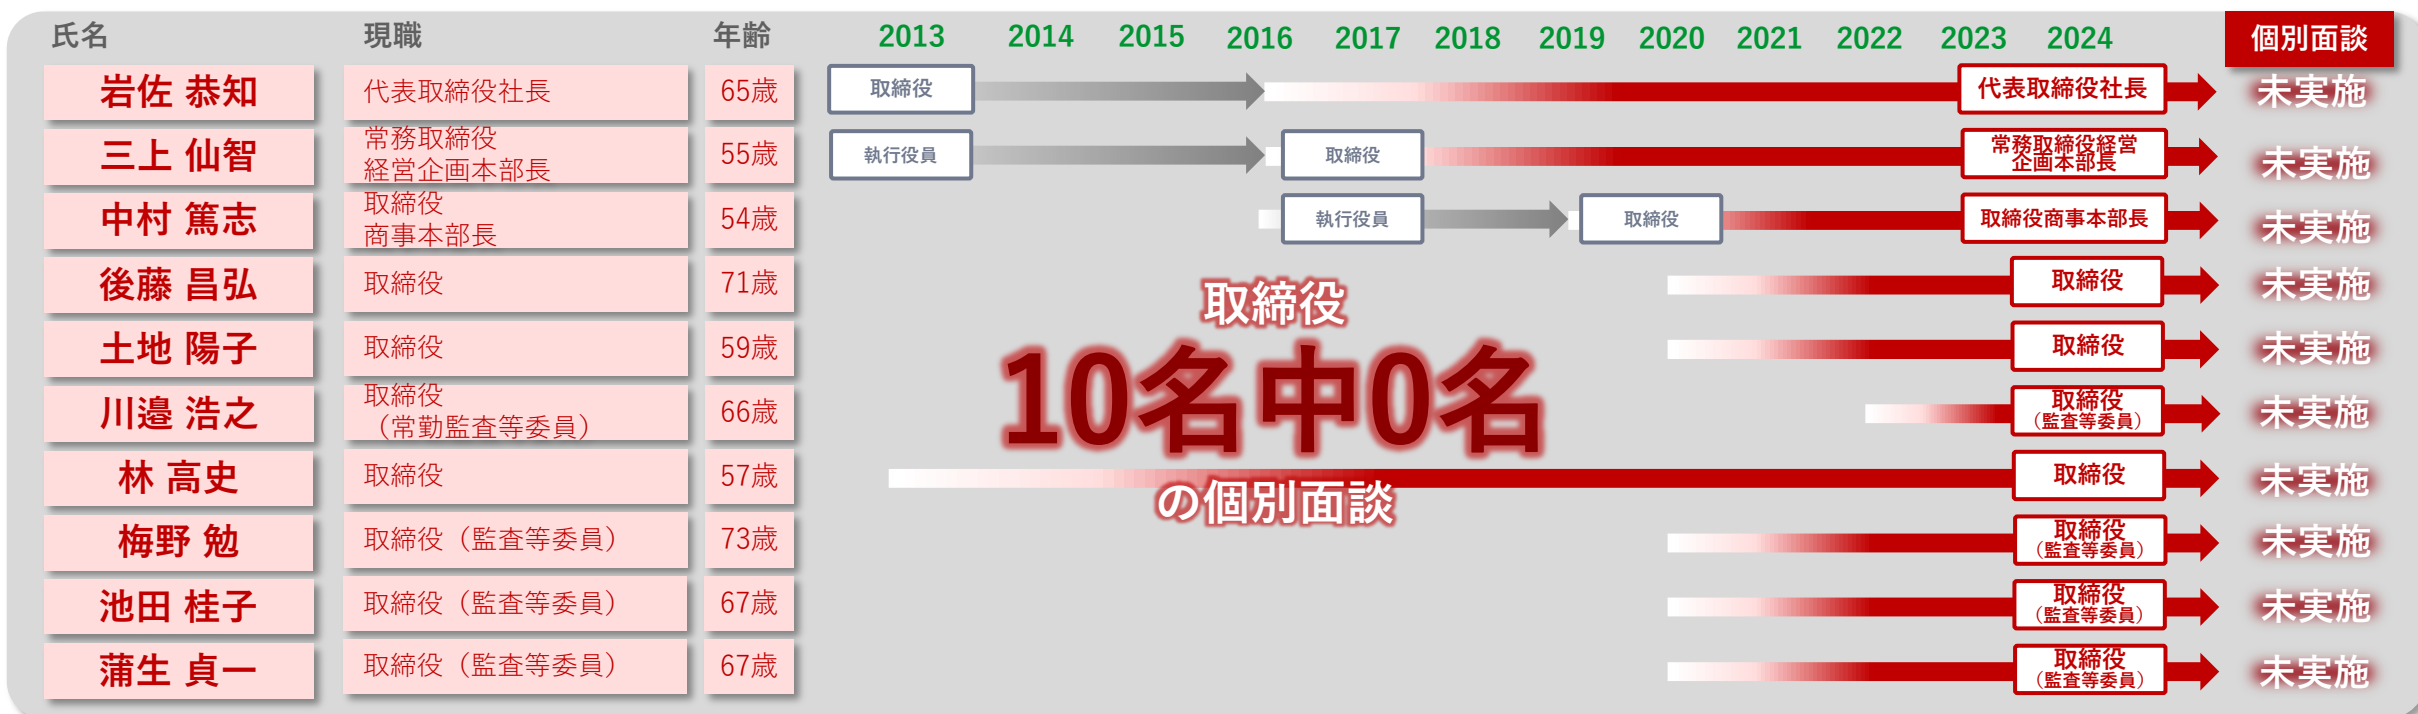 氏名 現職 年齢 2013 2014 2015 2016 2017 2018 2019 2020 2021 2022 2023 2024 個別面談
岩佐 恭知 代表取締役社長 65歳 取締役 代表取締役社長 未実施
三上 仙智 常務取締役
経営企画本部長 55歳 執行役員 取締役 常務取締役経営
企画本部長 未実施
中村 篤志 取締役
商事本部長 54歳 執行役員 取締役 取締役商事本部長 未実施
後藤 昌弘 取締役 71歳 取締役 未実施
土地 陽子 取締役 59歳 取締役 未実施
川邉 浩之 取締役
（常勤監査等委員） 66歳 取締役
（監査等委員） 未実施
林 高史 取締役 57歳 取締役 未実施
梅野 勉 取締役（監査等委員） 73歳 取締役
（監査等委員） 未実施
池田 桂子 取締役（監査等委員） 67歳 取締役
（監査等委員） 未実施
蒲生 貞一 取締役（監査等委員） 67歳 取締役
（監査等委員） 未実施
取締役
10名中0名
の個別面談